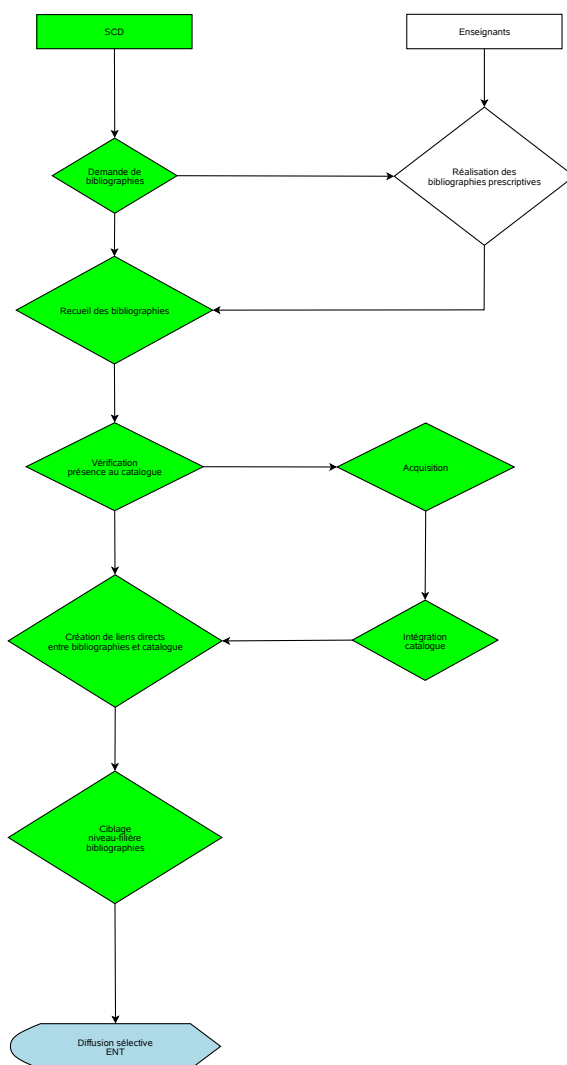 SCD
Enseignants
Demande de
bibliographies
Réalisation des
bibliographies prescriptives
Recueil des bibliographies
Vérification
présence au catalogue
Acquisition
Création de liens directs
entre bibliographies et catalogue
Intégration
catalogue
Ciblage
niveau-filière
bibliographies
Diffusion sélective
ENT